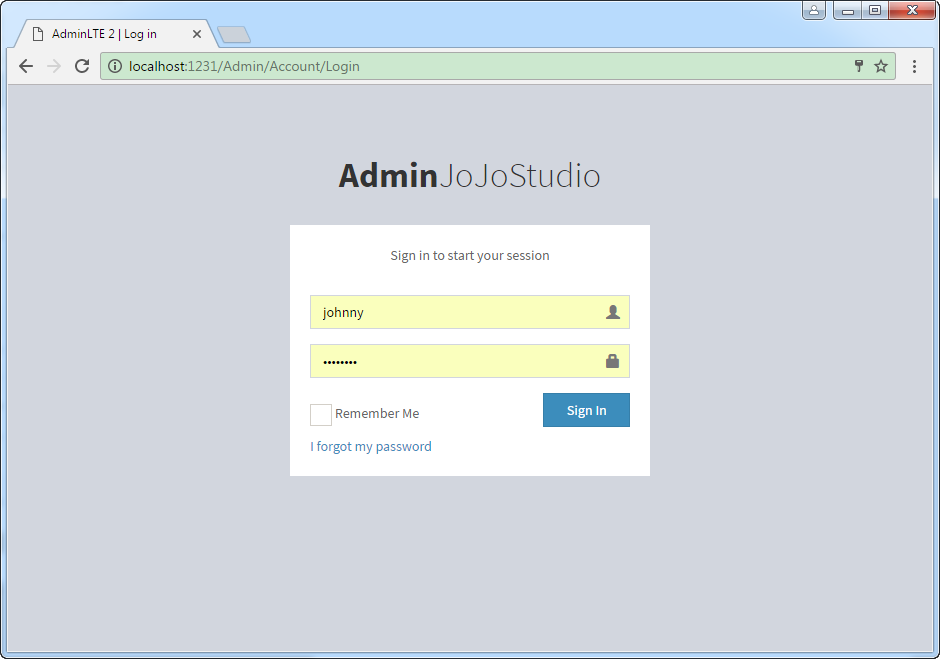 AdminLTE 2 | Log in
localhost:1231/Admin/Account/Login
AdminJoJoStudio
Sign in to start your session
johnny
••••••••
Remember Me
Sign In
I forgot my password